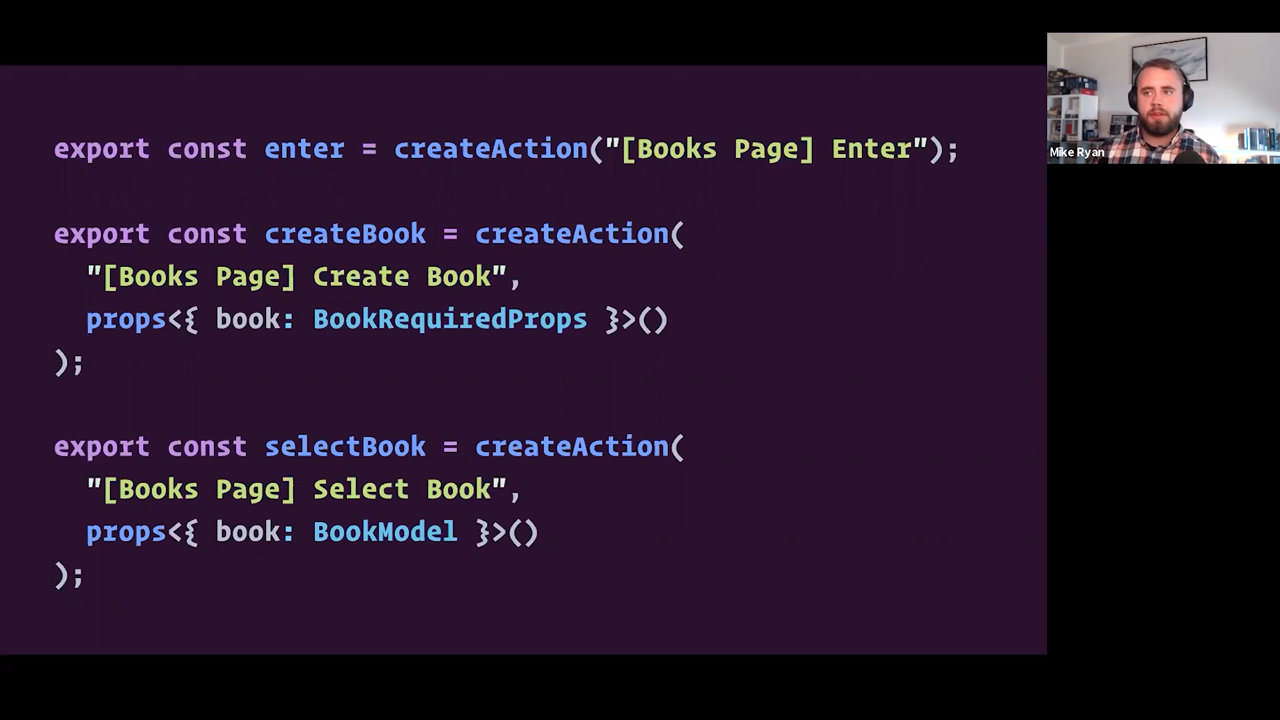 export const enter = createAction("[Books Page] Enter");
export const createBook = createAction(
"[Books Page] Create Book",
props<{ book: BookRequiredProps }>()
);
export const selectBook = createAction(
"[Books Page] Select Book",
props<{ book: BookModel }>()
);
Mike Ryan